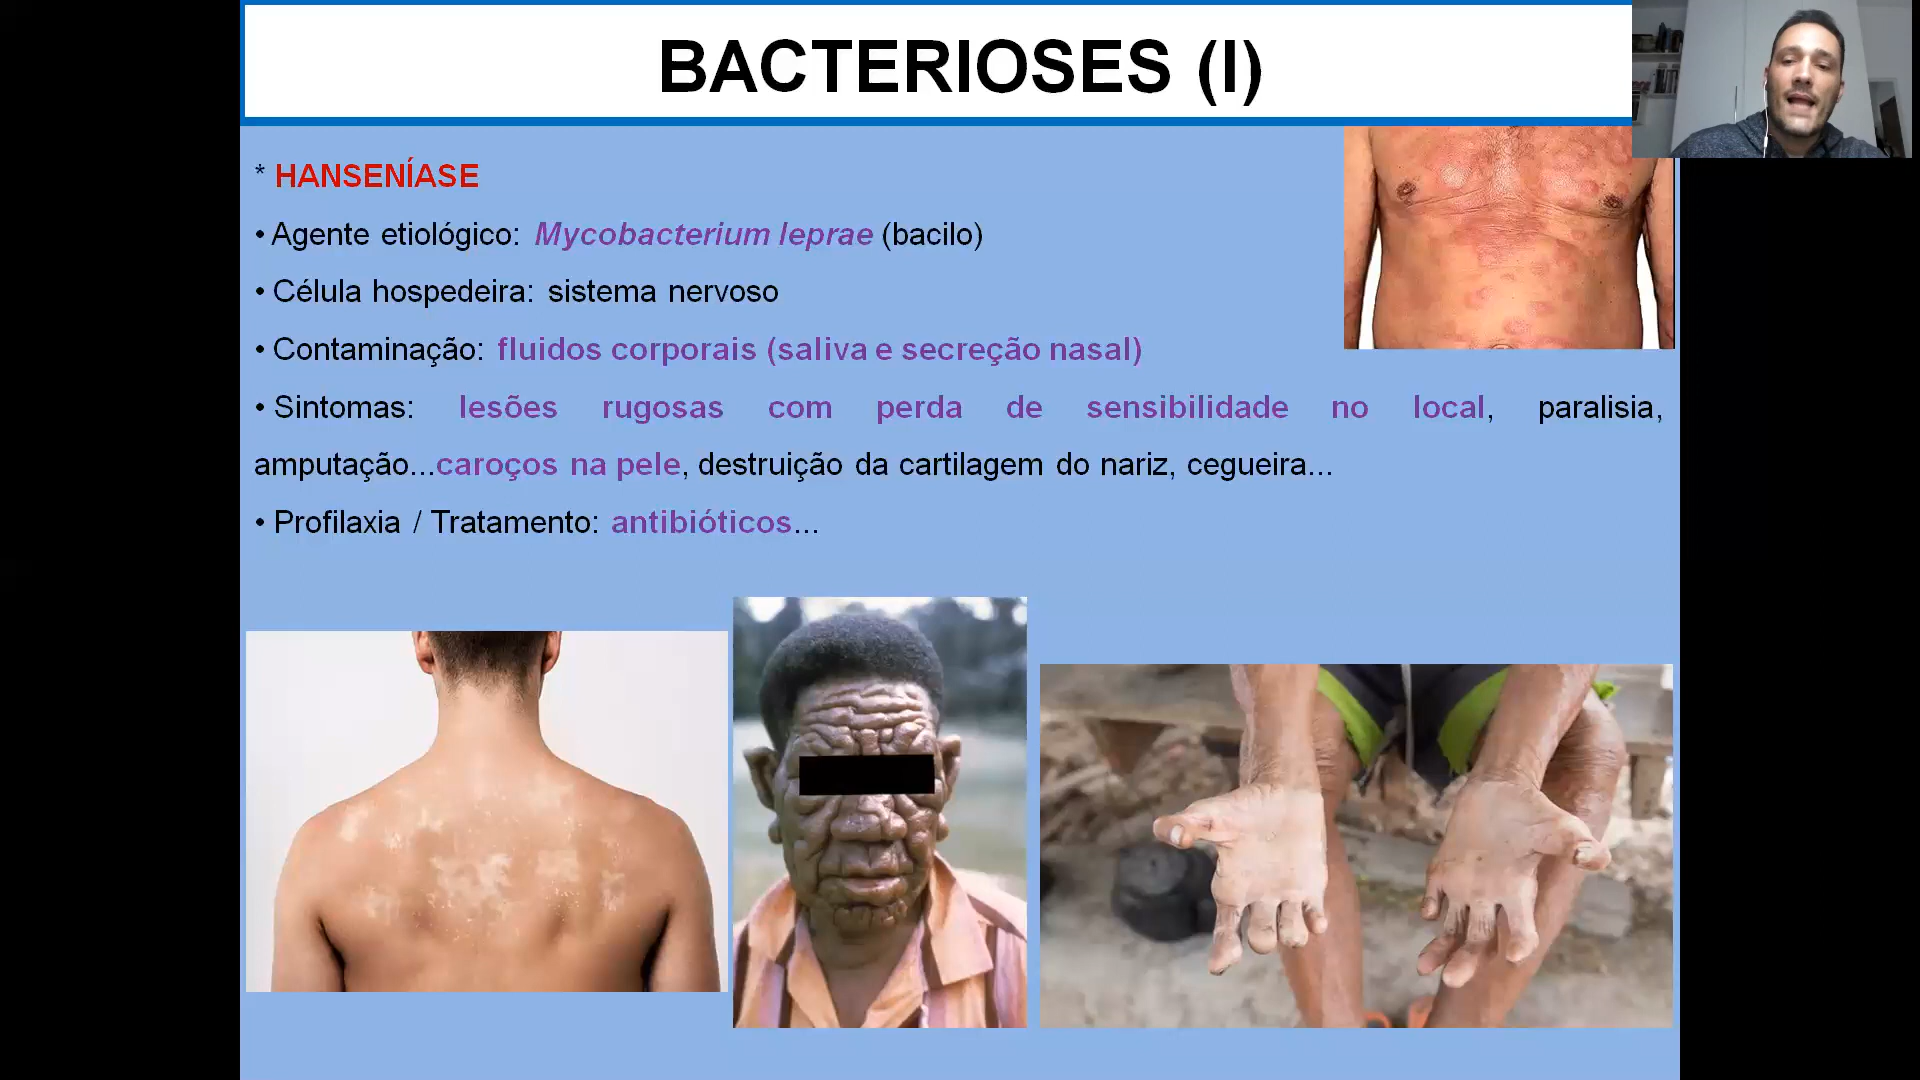 BACTERIOSES (I)
* HANSENÍASE
• Agente etiológico: Mycobacterium leprae (bacilo)
• Célula hospedeira: sistema nervoso
• Contaminação: fluidos corporais (saliva e secreção nasal)
• Sintomas: lesões rugosas com perda de sensibilidade no local, paralisia,
amputação...caroços na pele, destruição da cartilagem do nariz, cegueira...
• Profilaxia / Tratamento: antibióticos...